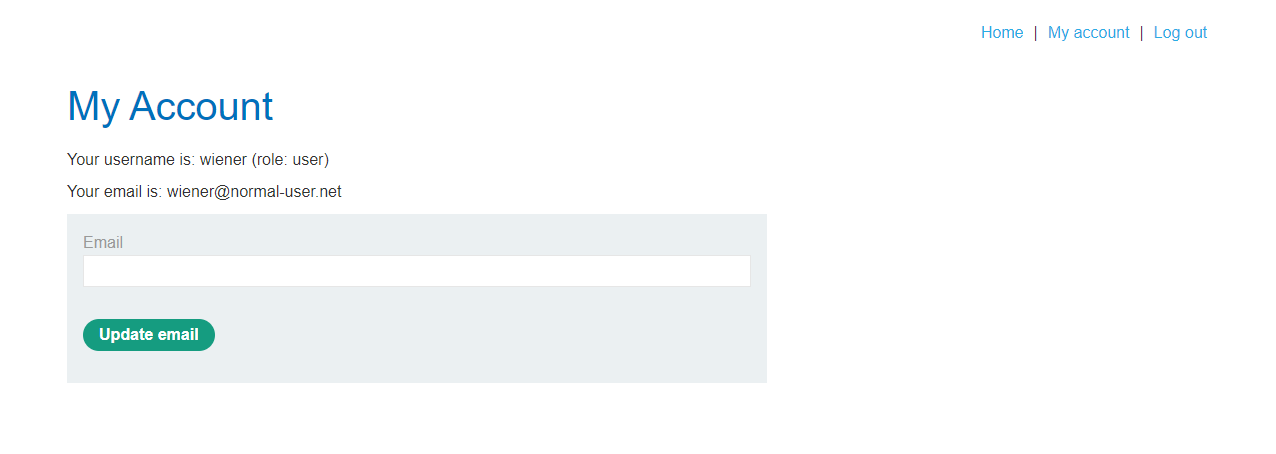 Home | My account | Log out
My Account
Your username is: wiener (role: user)
Your email is: wiener@normal-user.net
Email
Update email